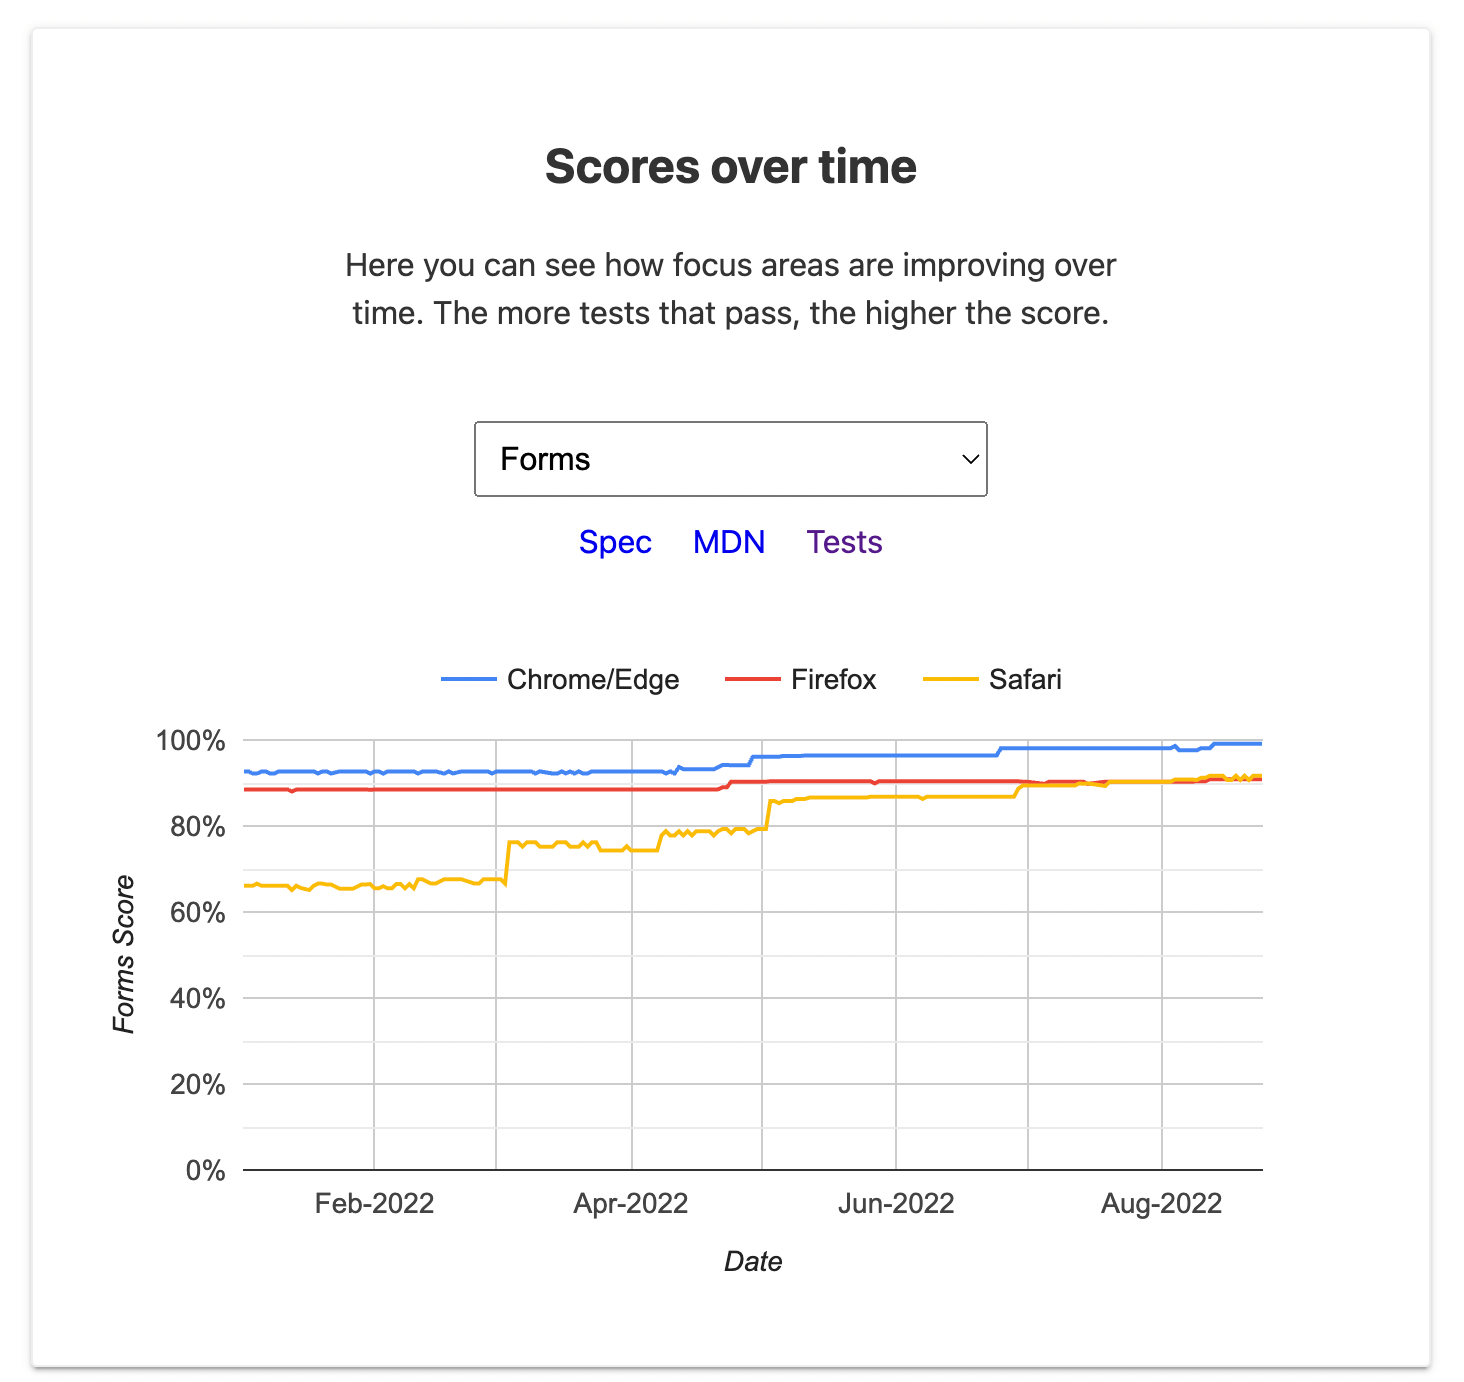 Scores over time
Here you can see how focus areas are improving over
time. The more tests that pass, the higher the score.
Forms
Spec MDN Tests
Chrome/Edge Firefox Safari
100%
80%
60%
40%
20%
0%
Forms Score
Feb-2022 Apr-2022 Jun-2022 Aug-2022
Date